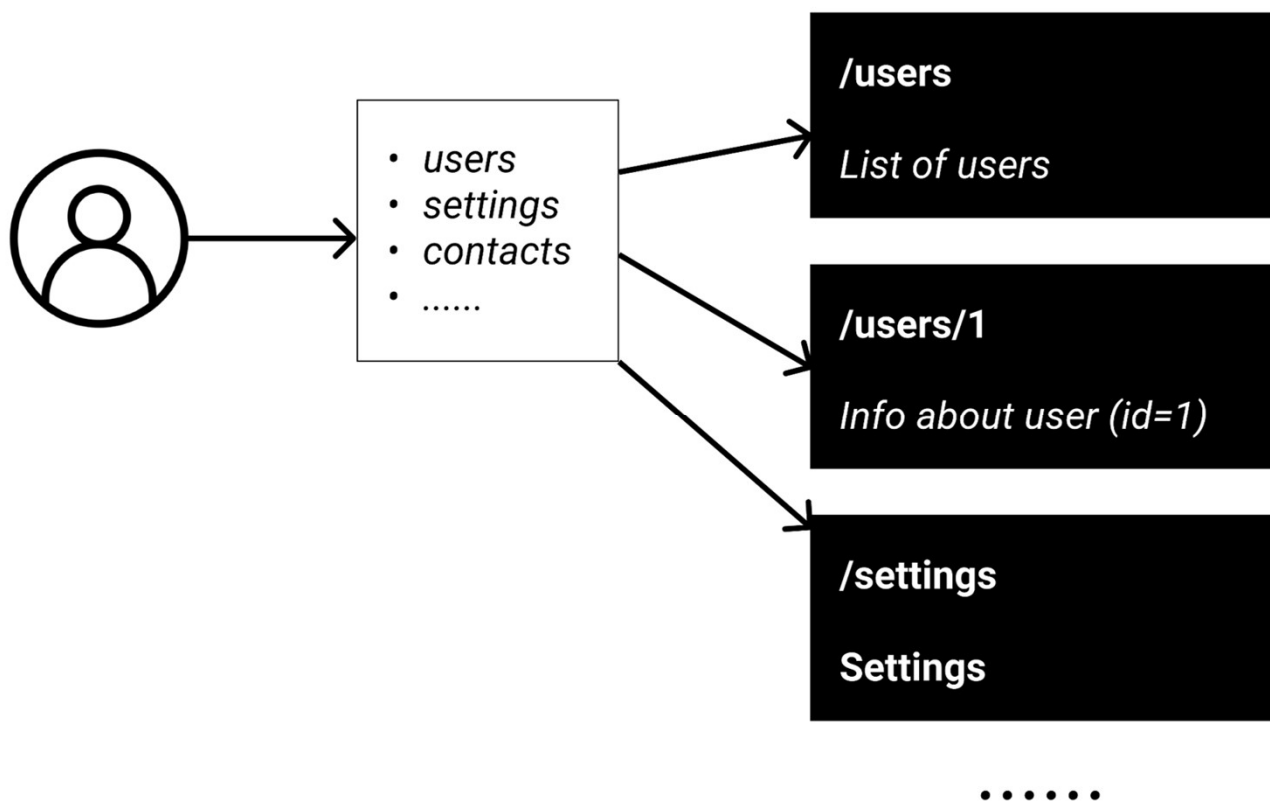 • users
• settings
• contacts
• ......
/users
List of users
/users/1
Info about user (id=1)
/settings
Settings
......